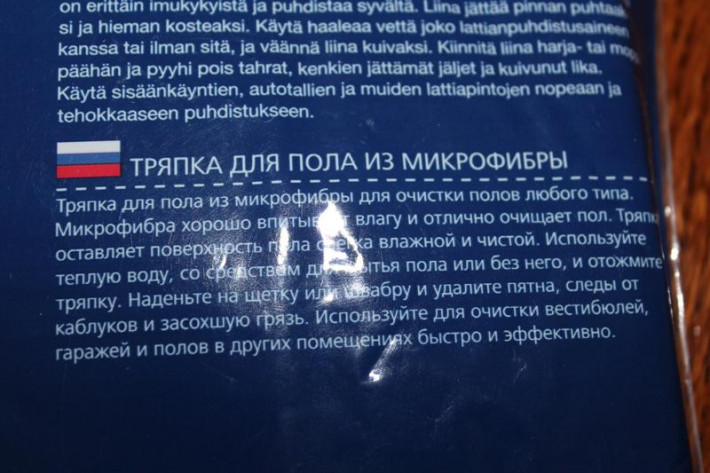 on erittäin imukykyistä ja puhdistaa syvältä. Liina jättää pinnan puhtaa
si ja hieman kosteaksi. Käytä haaleaa vettä joko lattianpuhdistusaineen
kanssa tai ilman sitä, ja väännä liina kuivaksi. Kiinnitä liina harja- tai
päähän ja pyyhi pois tahrat, kenkien jättämät jäljet ja kuivunut lika.
Käytä sisäänkäyntien, autotallien ja muiden lattiapintojen nopeaan ja
tehokkaaseen puhdistukseen.
ТРЯПКА ДЛЯ ПОЛА ИЗ МИКРОФИБРЫ
Тряпка для пола из микрофибры для очистки полов любого типа.
Микрофибра хорошо впитывает влагу и отлично очищает пол. Тряпк
оставляет поверхность пола слегка влажной и чистой. Используйте
теплую воду, со средством для мытья пола или без него, и отожмите
тряпку. Наденьте на щетку или швабру и удалите пятна, следы от
каблуков и засохшую грязь. Используйте для очистки вестибюлей,
гаражей и полов в других помещениях быстро и эффективно.